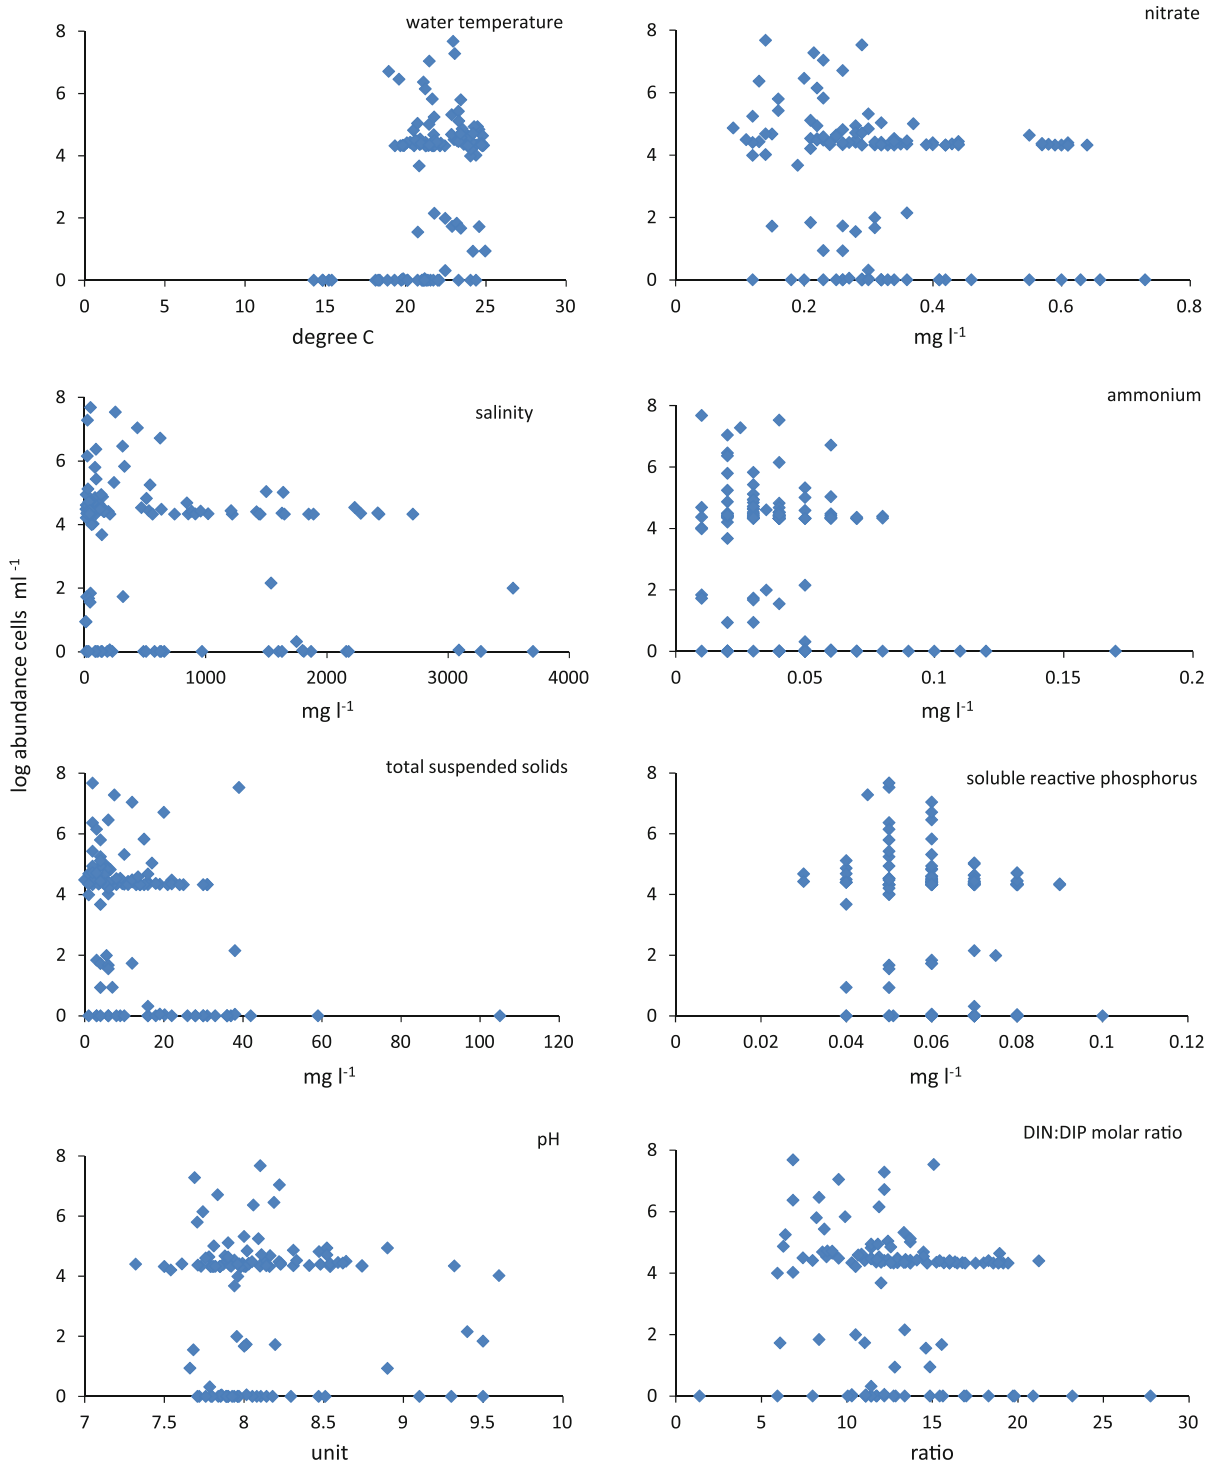 water temperature
8
6
4
2
0
0 5 10 15 20 25 30
degree C
nitrate
8
6
4
2
0
0 0.2 0.4 0.6 0.8
mg l-1
salinity
8
6
4
2
0
0 1000 2000 3000 4000
mg l-1
ammonium
8
6
4
2
0
0 0.05 0.1 0.15 0.2
mg l-1
log abundance cells ml -1
total suspended solids
8
6
4
2
0
0 20 40 60 80 100 120
mg l-1
soluble reactive phosphorus
8
6
4
2
0
0 0.02 0.04 0.06 0.08 0.1 0.12
mg l-1
pH
8
6
4
2
0
7 7.5 8 8.5 9 9.5 10
unit
DIN:DIP molar ratio
8
6
4
2
0
0 5 10 15 20 25 30
ratio